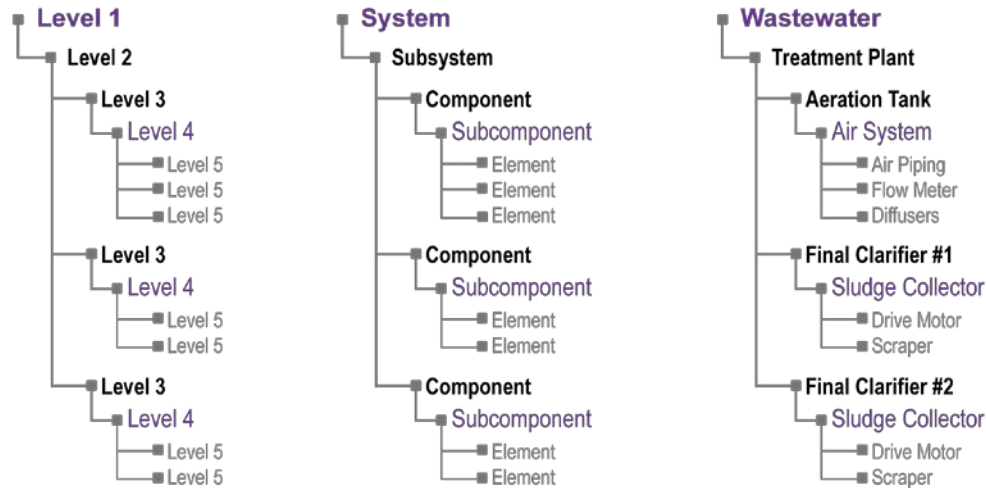 Level 1
Level 2
Level 3
Level 4
Level 5
Level 5
Level 5
Level 3
Level 4
Level 5
Level 5
Level 3
Level 4
Level 5
Level 5
System
Subsystem
Component
Subcomponent
Element
Element
Element
Component
Subcomponent
Element
Element
Component
Subcomponent
Element
Element
Wastewater
Treatment Plant
Aeration Tank
Air System
Air Piping
Flow Meter
Diffusers
Final Clarifier #1
Sludge Collector
Drive Motor
Scraper
Final Clarifier #2
Sludge Collector
Drive Motor
Scraper